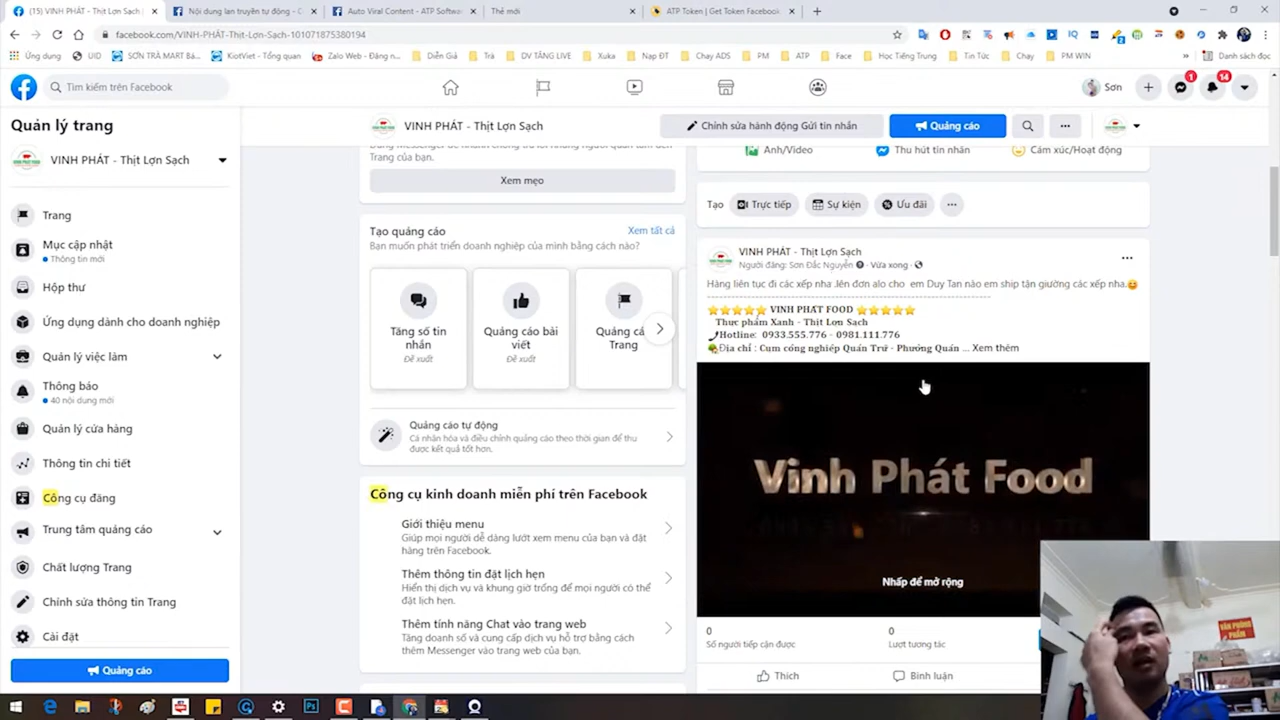 (15) VINH PHÁT - Thịt Lợn Sạch
Nội dung lan truyền tự động - C
Auto Viral Content - ATP Softwa
Thẻ mới
ATP Token | Get Token Facebook
facebook.com/VINH-PHÁT-Thịt-Lợn-Sạch-101071875380194
Ứng dụng
UID
SƠN TRÀ MART Bá...
KiotViet - Tổng quan
Zalo Web - Đăng n...
Diễn Giả
Trà
DV TĂNG LIVE
Xuka
Nạp ĐT
Chạy ADS
PM
ATP
Face
Học Tiếng Trung
Tin Tức
Chạy
PM WIN
»
Danh sách đọc
Tìm kiếm trên Facebook
Sơn
1
14
Quản lý trang
VINH PHÁT - Thịt Lợn Sạch
Trang
Mục cập nhật
Thông tin mới
Hộp thư
Ứng dụng dành cho doanh nghiệp
Quản lý việc làm
Thông báo
40 nội dung mới
Quản lý cửa hàng
Thông tin chi tiết
Công cụ đăng
Trung tâm quảng cáo
Chất lượng Trang
Chỉnh sửa thông tin Trang
Cài đặt
Quảng cáo
VINH PHÁT - Thịt Lợn Sạch
Chỉnh sửa hành động Gửi tin nhắn
Quảng cáo
Trang của bạn.
Xem mẹo
Tạo quảng cáo
Xem tất cả
Bạn muốn phát triển doanh nghiệp của mình bằng cách nào?
Tăng số tin nhắn
Đề xuất
Quảng cáo bài viết
Đề xuất
Quảng cá
Trang
Quảng cáo tự động
Cá nhân hóa và điều chỉnh quảng cáo theo thời gian để thu
được kết quả tốt hơn.
Công cụ kinh doanh miễn phí trên Facebook
Giới thiệu menu
Giúp mọi người dễ dàng lướt xem menu của bạn và đặt
hàng trên Facebook.
Thêm thông tin đặt lịch hẹn
Hiển thị dịch vụ và khung giờ trống để mọi người có thể
đặt lịch hẹn.
Thêm tính năng Chat vào trang web
Tăng doanh số và cung cấp dịch vụ hỗ trợ bằng cách
thêm Messenger vào trang web của bạn.
Ảnh/Video
Thu hút tin nhắn
Cảm xúc/Hoạt động
Tạo
Trực tiếp
Sự kiện
Ưu đãi
VINH PHÁT - Thịt Lợn Sạch
Người đăng: Sơn Đắc Nguyễn · Vừa xong ·
Hàng liên tục đi các xếp nha .lên đơn alo cho em Duy Tan nào em ship tận giường các xếp nha.😄
⭐⭐⭐⭐⭐ VINH PHÁT FOOD ⭐⭐⭐⭐⭐
Thực phẩm Xanh - Thịt Lợn Sạch
Hotline: 0933.555.776 - 0981.111.776
Địa chỉ : Cụm công nghiệp Quán Trữ - Phường Quán ... Xem thêm
Vinh Phát Food
Nhấp để mở rộng
0
Số người tiếp cận được
0
Lượt tương tác
Thích
Bình luận
VĂN PHÒNG
PHẨM